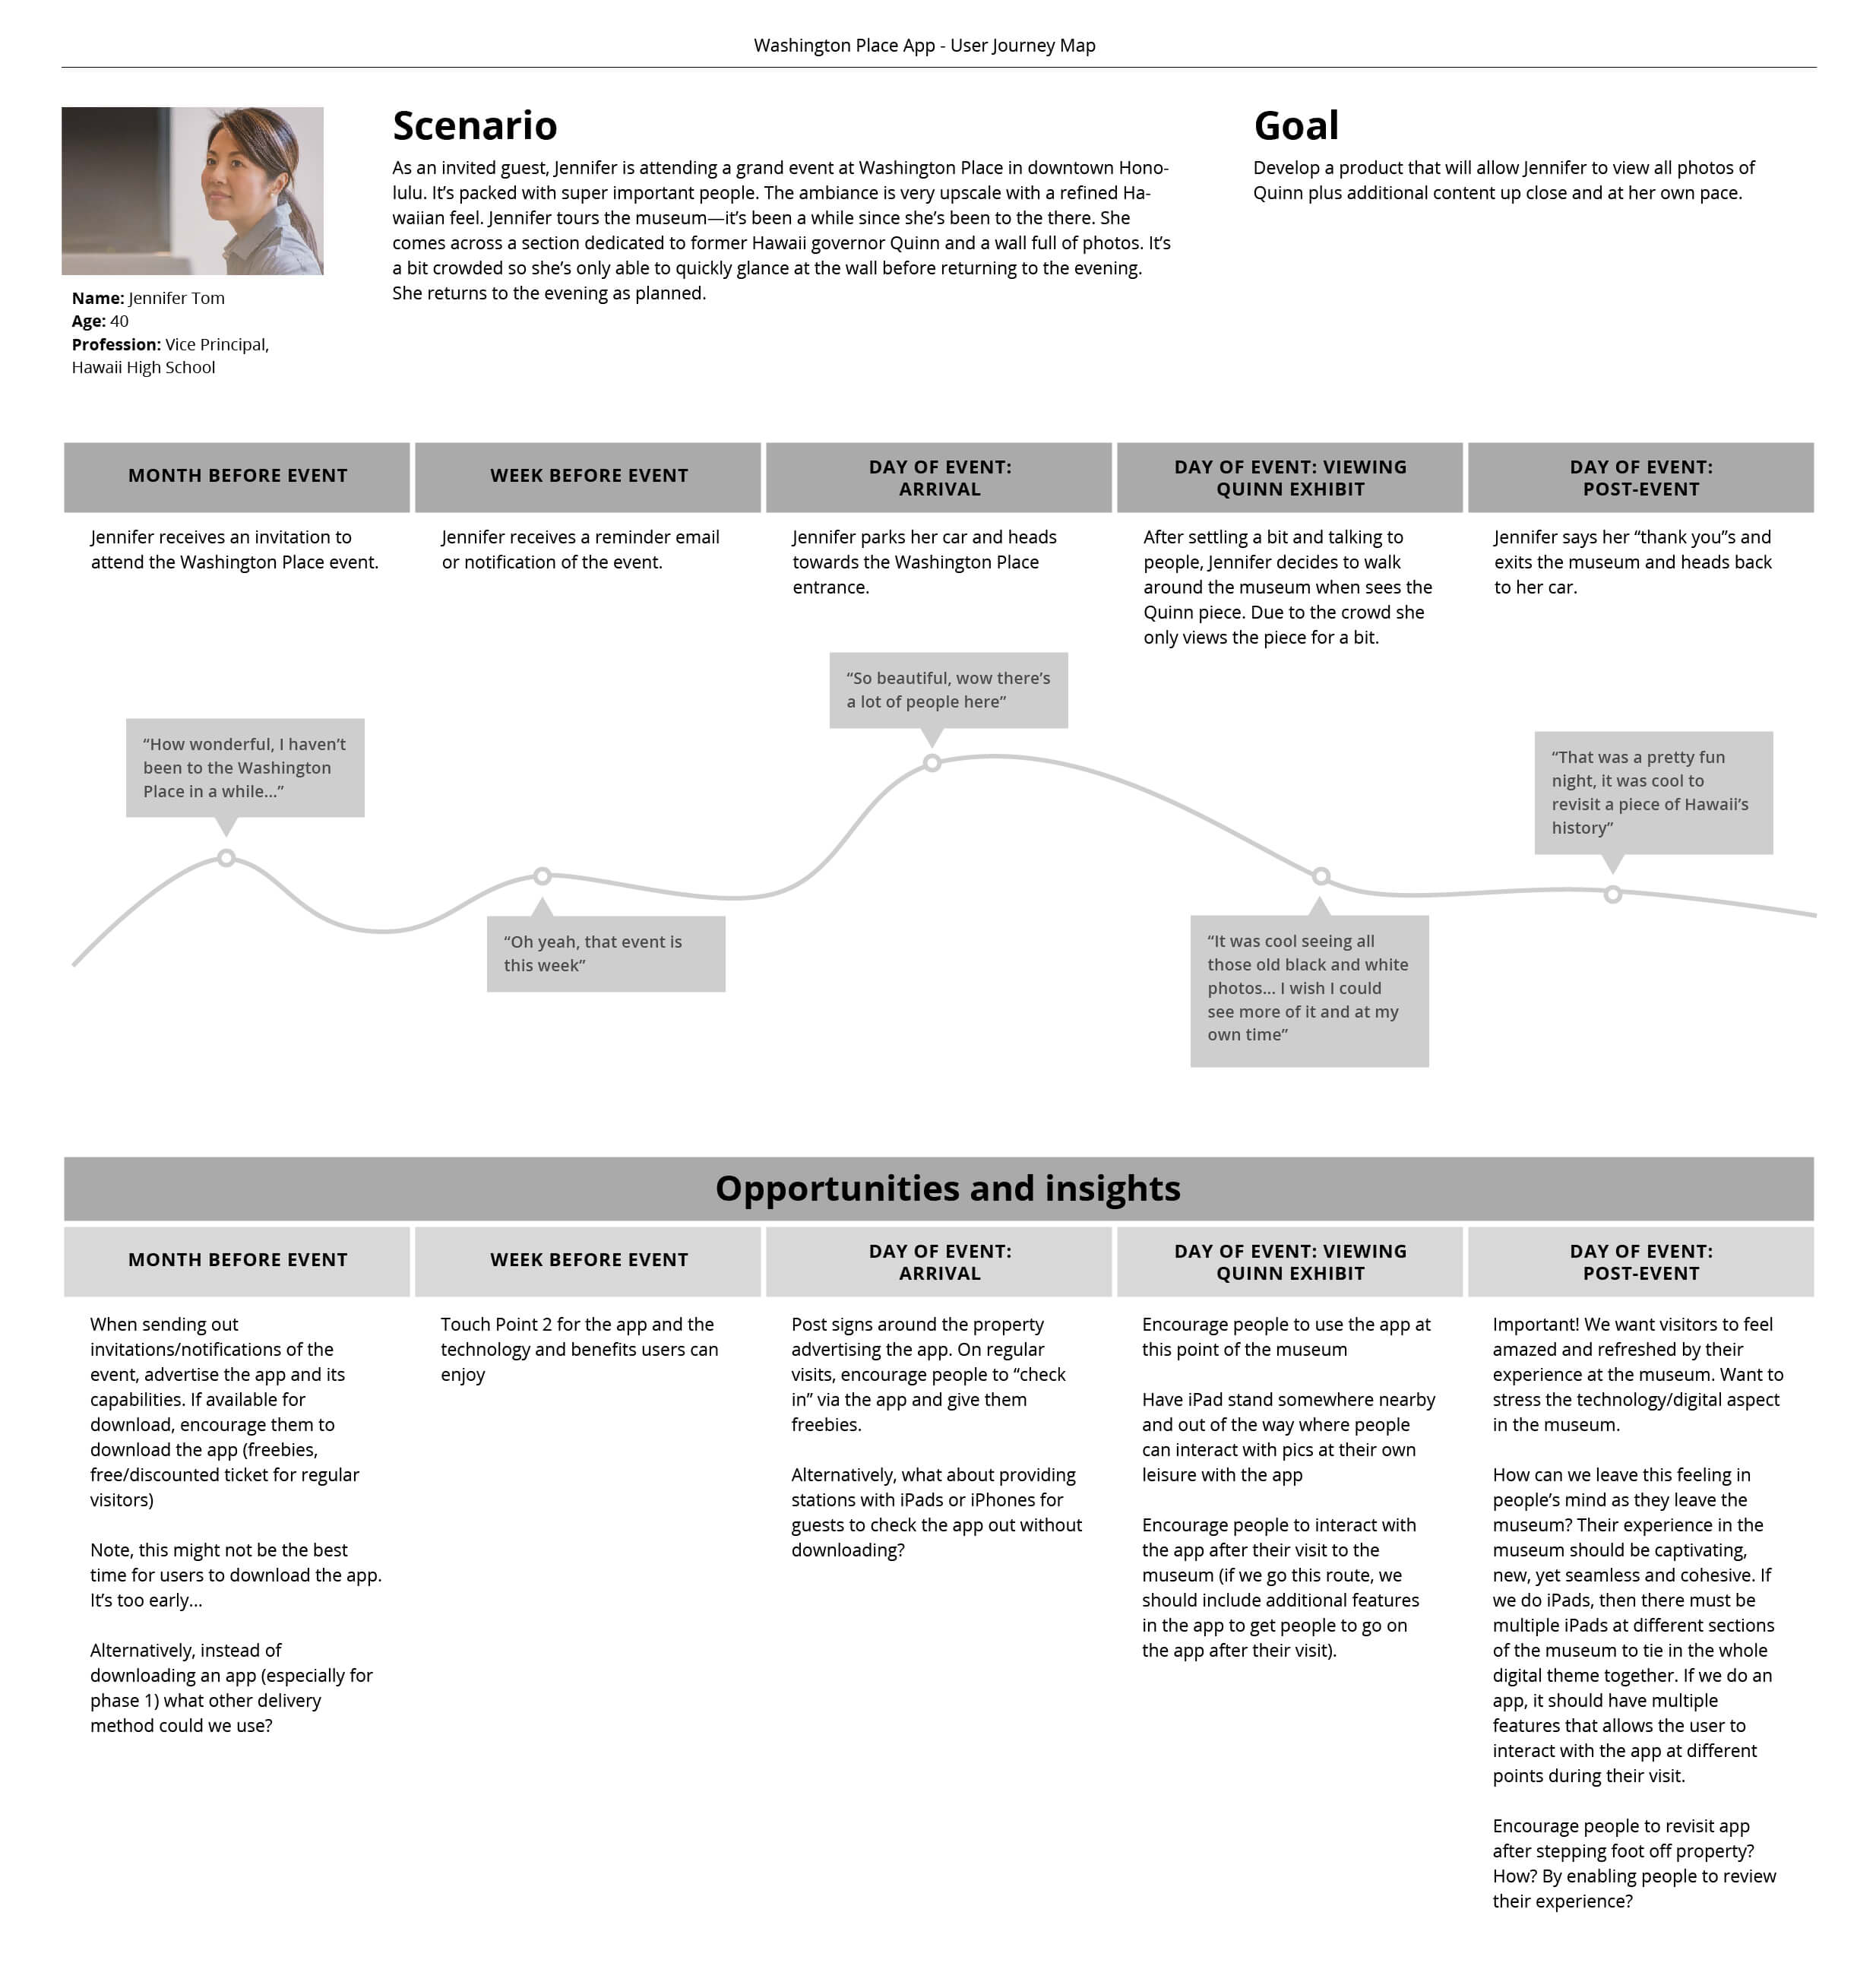 Washington Place App - User Journey Map
Scenario
As an invited guest, Jennifer is attending a grand event at Washington Place in downtown Hono-
lulu. It’s packed with super important people. The ambiance is very upscale with a refined Ha-
waiian feel. Jennifer tours the museum—it’s been a while since she’s been to the there. She
comes across a section dedicated to former Hawaii governor Quinn and a wall full of photos. It’s
a bit crowded so she’s only able to quickly glance at the wall before returning to the evening.
She returns to the evening as planned.
Goal
Develop a product that will allow Jennifer to view all photos of
Quinn plus additional content up close and at her own pace.
Name: Jennifer Tom
Age: 40
Profession: Vice Principal,
Hawaii High School
MONTH BEFORE EVENT
Jennifer receives an invitation to
attend the Washington Place event.
WEEK BEFORE EVENT
Jennifer receives a reminder email
or notification of the event.
DAY OF EVENT:
ARRIVAL
Jennifer parks her car and heads
towards the Washington Place
entrance.
DAY OF EVENT: VIEWING
QUINN EXHIBIT
After settling a bit and talking to
people, Jennifer decides to walk
around the museum when sees the
Quinn piece. Due to the crowd she
only views the piece for a bit.
DAY OF EVENT:
POST-EVENT
Jennifer says her “thank you”s and
exits the museum and heads back
to her car.
“How wonderful, I haven’t
been to the Washington
Place in a while...”
“Oh yeah, that event is
this week”
“So beautiful, wow there’s
a lot of people here”
“It was cool seeing all
those old black and white
photos... I wish I could
see more of it and at my
own time”
“That was a pretty fun
night, it was cool to
revisit a piece of Hawaii’s
history”
Opportunities and insights
MONTH BEFORE EVENT
When sending out
invitations/notifications of the
event, advertise the app and its
capabilities. If available for
download, encourage them to
download the app (freebies,
free/discounted ticket for regular
visitors)
Note, this might not be the best
time for users to download the app.
It’s too early...
Alternatively, instead of
downloading an app (especially for
phase 1) what other delivery
method could we use?
WEEK BEFORE EVENT
Touch Point 2 for the app and the
technology and benefits users can
enjoy
DAY OF EVENT:
ARRIVAL
Post signs around the property
advertising the app. On regular
visits, encourage people to “check
in” via the app and give them
freebies.
Alternatively, what about providing
stations with iPads or iPhones for
guests to check the app out without
downloading?
DAY OF EVENT: VIEWING
QUINN EXHIBIT
Encourage people to use the app at
this point of the museum
Have iPad stand somewhere nearby
and out of the way where people
can interact with pics at their own
leisure with the app
Encourage people to interact with
the app after their visit to the
museum (if we go this route, we
should include additional features
in the app to get people to go on
the app after their visit).
DAY OF EVENT:
POST-EVENT
Important! We want visitors to feel
amazed and refreshed by their
experience at the museum. Want to
stress the technology/digital aspect
in the museum.
How can we leave this feeling in
people’s mind as they leave the
museum? Their experience in the
museum should be captivating,
new, yet seamless and cohesive. If
we do iPads, then there must be
multiple iPads at different sections
of the museum to tie in the whole
digital theme together. If we do an
app, it should have multiple
features that allows the user to
interact with the app at different
points during their visit.
Encourage people to revisit app
after stepping foot off property?
How? By enabling people to review
their experience?